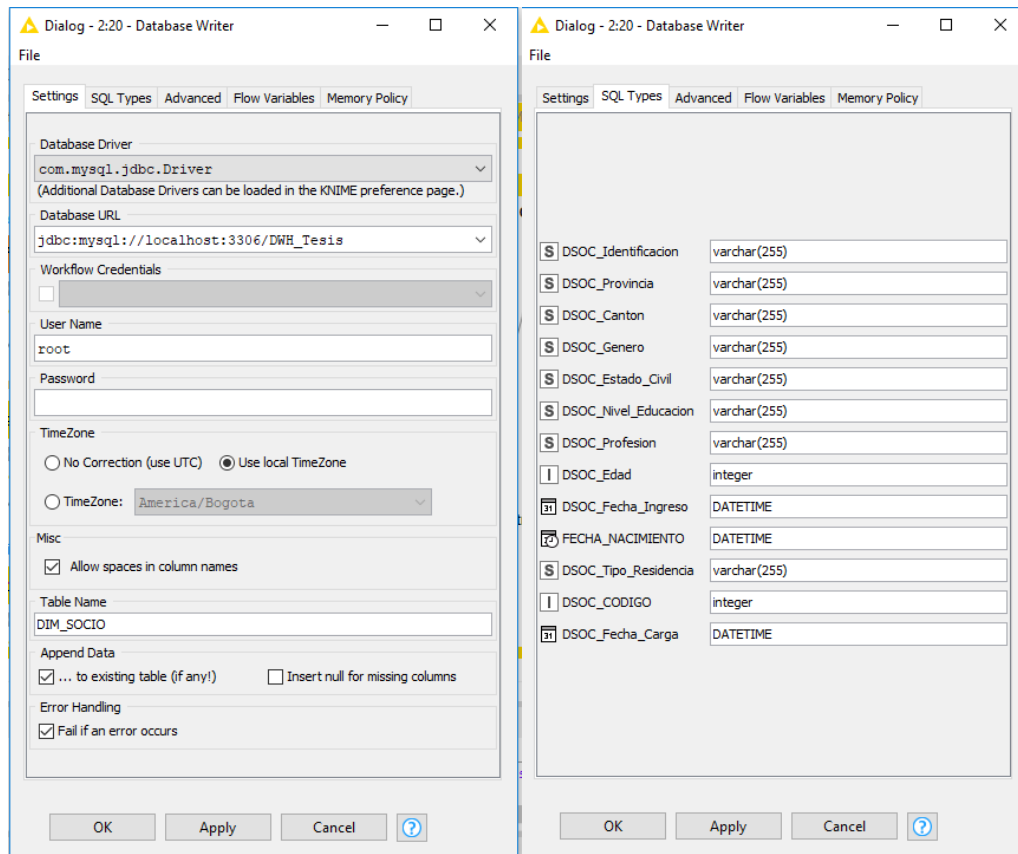 Dialog - 2:20 - Database Writer
File
Settings SQL Types Advanced Flow Variables Memory Policy
Database Driver
com.mysql.jdbc.Driver
(Additional Database Drivers can be loaded in the KNIME preference page.)
Database URL
jdbc:mysql://localhost:3306/DWH_Tesis
Workflow Credentials
User Name
root
Password
TimeZone
No Correction (use UTC) Use local TimeZone
TimeZone: America/Bogota
Misc
Allow spaces in column names
Table Name
DIM_SOCIO
Append Data
... to existing table (if any!) Insert null for missing columns
Error Handling
Fail if an error occurs
OK Apply Cancel ?
Dialog - 2:20 - Database Writer
File
Settings SQL Types Advanced Flow Variables Memory Policy
S DSOC_Identificacion varchar(255)
S DSOC_Provincia varchar(255)
S DSOC_Canton varchar(255)
S DSOC_Genero varchar(255)
S DSOC_Estado_Civil varchar(255)
S DSOC_Nivel_Educacion varchar(255)
S DSOC_Profesion varchar(255)
I DSOC_Edad integer
31 DSOC_Fecha_Ingreso DATETIME
FECHA_NACIMIENTO DATETIME
S DSOC_Tipo_Residencia varchar(255)
I DSOC_CODIGO integer
31 DSOC_Fecha_Carga DATETIME
OK Apply Cancel ?